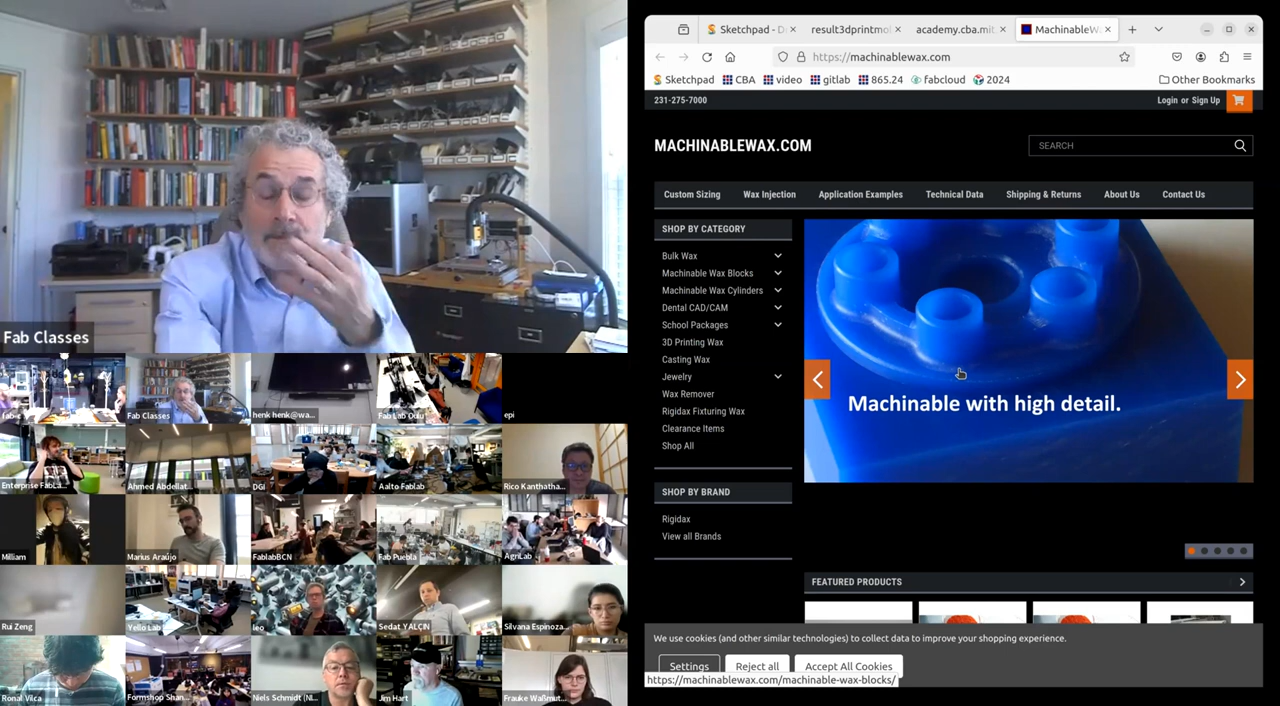 Fab Classes
fab-c
Fab Classes
henk henk@wa...
Fab Lab Oulu
epi
Enterprise FabLa...
Ahmed Abdellat...
DGI
Aalto Fablab
Rico Kanthatha...
Milliam
Marius Araújo
FablabBCN
Fab Puebla
AgriLab
Rui Zeng
Yello Lab
leo
Sedat YALÇIN
Silvana Espinoza...
Ronal Vilca
Formshop Shan...
Niels Schmidt (NI...
Jim Hart
Frauke Waßmut...
Sketchpad - D
result3dprintmol
academy.cba.mit
MachinableW
https://machinablewax.com
Sketchpad
CBA
video
gitlab
865.24
fabcloud
2024
Other Bookmarks
231-275-7000
Login or Sign Up
MACHINABLEWAX.COM
SEARCH
Custom Sizing
Wax Injection
Application Examples
Technical Data
Shipping & Returns
About Us
Contact Us
SHOP BY CATEGORY
Bulk Wax
Machinable Wax Blocks
Machinable Wax Cylinders
Dental CAD/CAM
School Packages
3D Printing Wax
Casting Wax
Jewelry
Wax Remover
Rigidax Fixturing Wax
Clearance Items
Shop All
SHOP BY BRAND
Rigidax
View all Brands
Machinable with high detail.
FEATURED PRODUCTS
We use cookies (and other similar technologies) to collect data to improve your shopping experience.
Settings
Reject all
Accept All Cookies
https://machinablewax.com/machinable-wax-blocks/